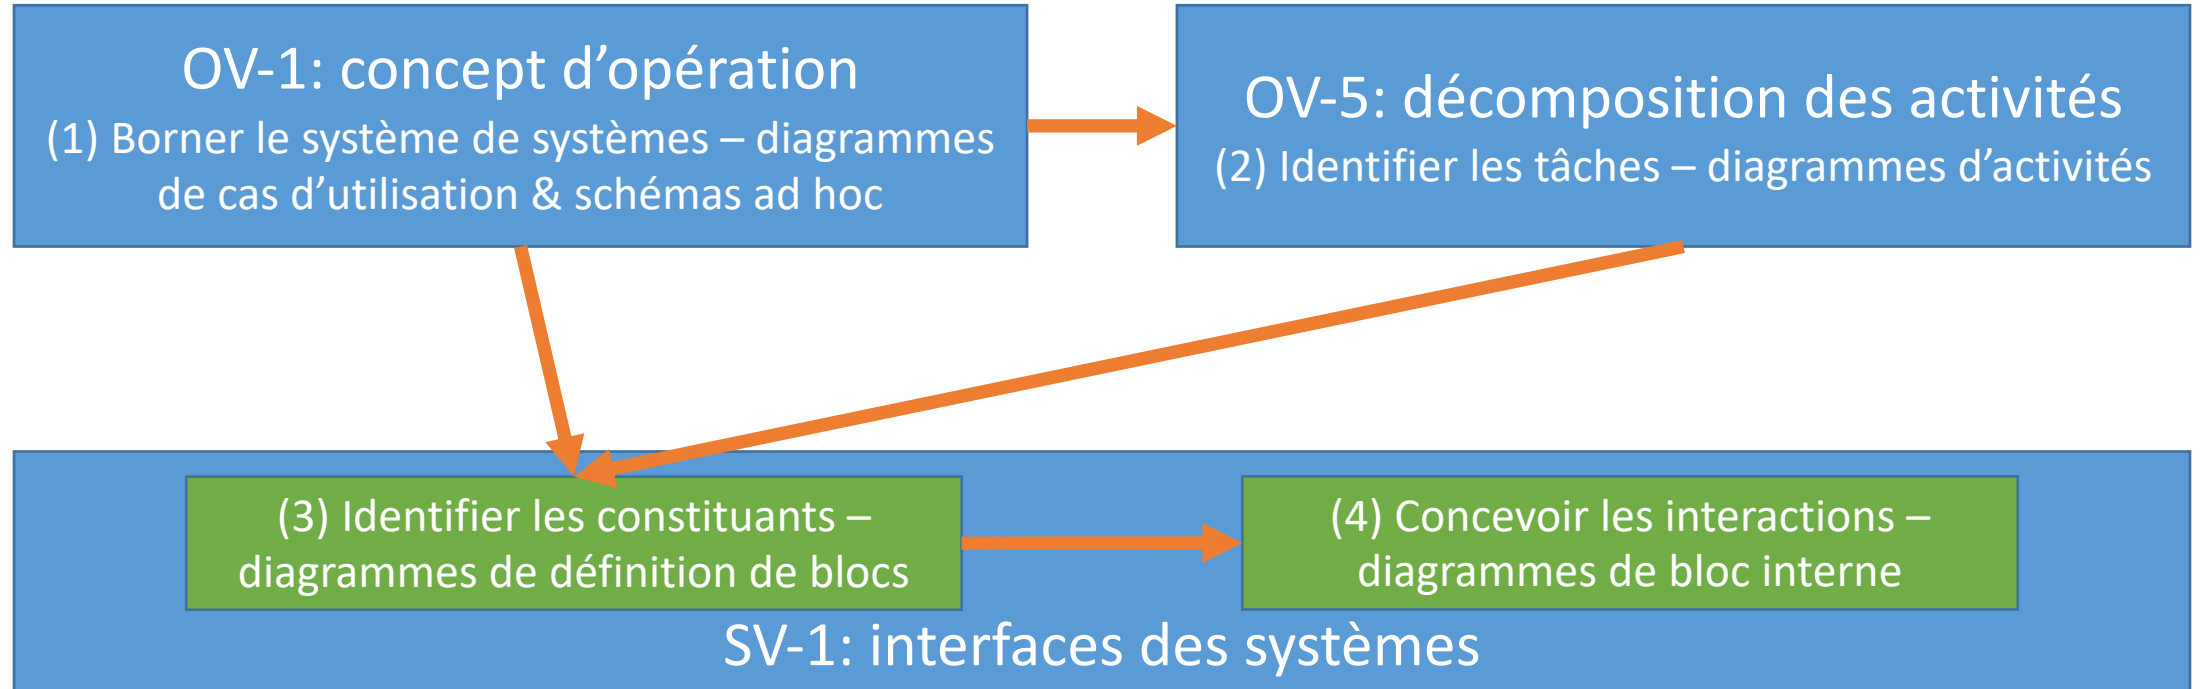 OV-1: concept d’opération
(1) Borner le système de systèmes – diagrammes
de cas d’utilisation & schémas ad hoc
OV-5: décomposition des activités
(2) Identifier les tâches – diagrammes d’activités
(3) Identifier les constituants –
diagrammes de définition de blocs
(4) Concevoir les interactions –
diagrammes de bloc interne
SV-1: interfaces des systèmes